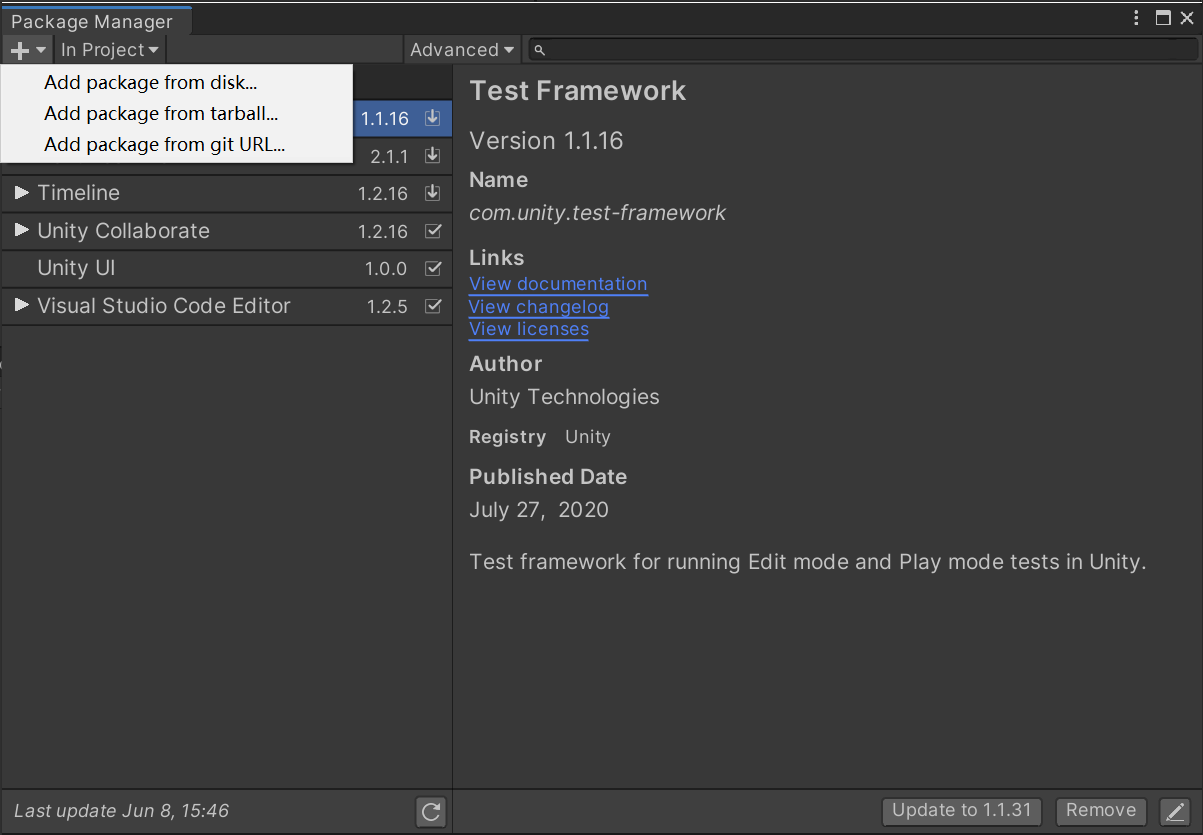 Package Manager
In Project
Advanced
Add package from disk...
Add package from tarball...
Add package from git URL...
1.1.16
2.1.1
Timeline 1.2.16
Unity Collaborate 1.2.16
Unity UI 1.0.0
Visual Studio Code Editor 1.2.5
Last update Jun 8, 15:46
Test Framework
Version 1.1.16
Name
com.unity.test-framework
Links
View documentation
View changelog
View licenses
Author
Unity Technologies
Registry Unity
Published Date
July 27, 2020
Test framework for running Edit mode and Play mode tests in Unity.
Update to 1.1.31
Remove